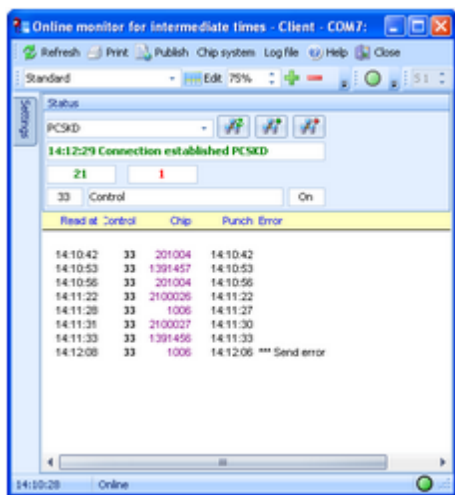 Online monitor for intermediate times - Client - COM7:
Refresh Print Publish Chip system Log file Help Close
Standard Edit 75% 51
Settings
Status
PCSKD
14:12:29 Connection established PCSKD
21 1
33 Control On
Read at Control Chip Punch Error
14:10:42 33 201004 14:10:42
14:10:53 33 1391457 14:10:53
14:10:56 33 201004 14:10:56
14:11:22 33 2100026 14:11:22
14:11:28 33 1006 14:11:27
14:11:31 33 2100027 14:11:30
14:11:33 33 1391456 14:11:33
14:12:08 33 1006 14:12:06 *** Send error
14:10:28 Online